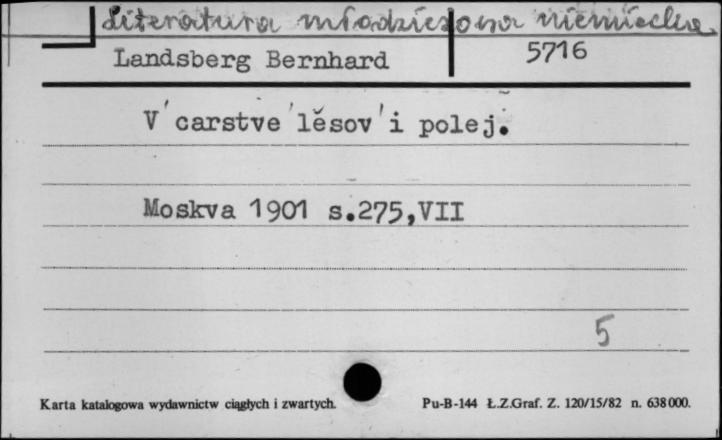 Literatura młodzieżowa niemiecka
Landsberg Bernhard 5716
V' carstve 'lěsov' i polej.
Moskva 1901 s.275,VII
5
Karta katalogowa wydawnictw ciągłych i zwartych. Pu-B-144 Ł.Z.Graf. Z. 120/15/82 n. 638000.